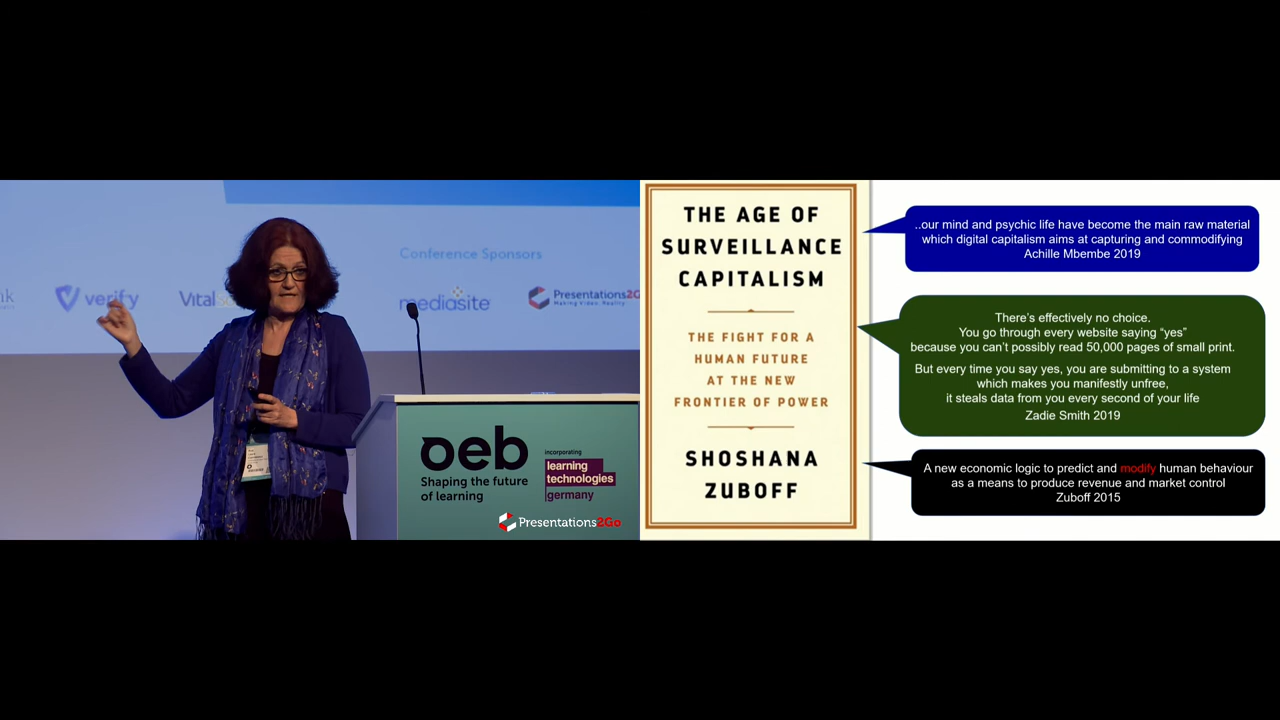 Conference Sponsors
verify
mediasite
Presentations2G
Making Video. Reality
oeb
Shaping the future
of learning
incorporating
learning
technologies
germany
Presentations2Go
THE AGE OF
SURVEILLANCE
CAPITALISM
THE FIGHT FOR A
HUMAN FUTURE
AT THE NEW
FRONTIER OF POWER
SHOSHANA
ZUBOFF
..our mind and psychic life have become the main raw material
which digital capitalism aims at capturing and commodifying
Achille Mbembe 2019
There's effectively no choice.
You go through every website saying “yes”
because you can't possibly read 50,000 pages of small print.
But every time you say yes, you are submitting to a system
which makes you manifestly unfree,
it steals data from you every second of your life
Zadie Smith 2019
A new economic logic to predict and modify human behaviour
as a means to produce revenue and market control
Zuboff 2015